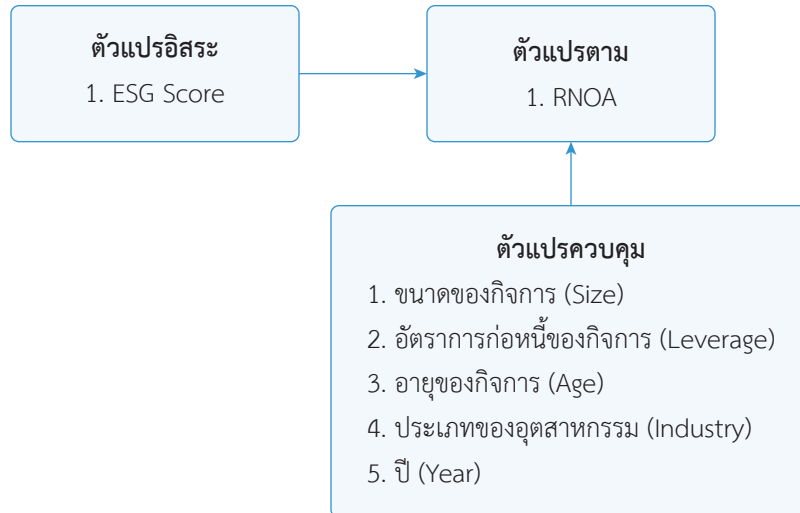 ตัวแปรอิสระ
1. ESG Score
ตัวแปรตาม
1. RNOA
ตัวแปรควบคุม
1. ขนาดของกิจการ (Size)
2. อัตราการก่อหนี้ของกิจการ (Leverage)
3. อายุของกิจการ (Age)
4. ประเภทของอุตสาหกรรม (Industry)
5. ปี (Year)